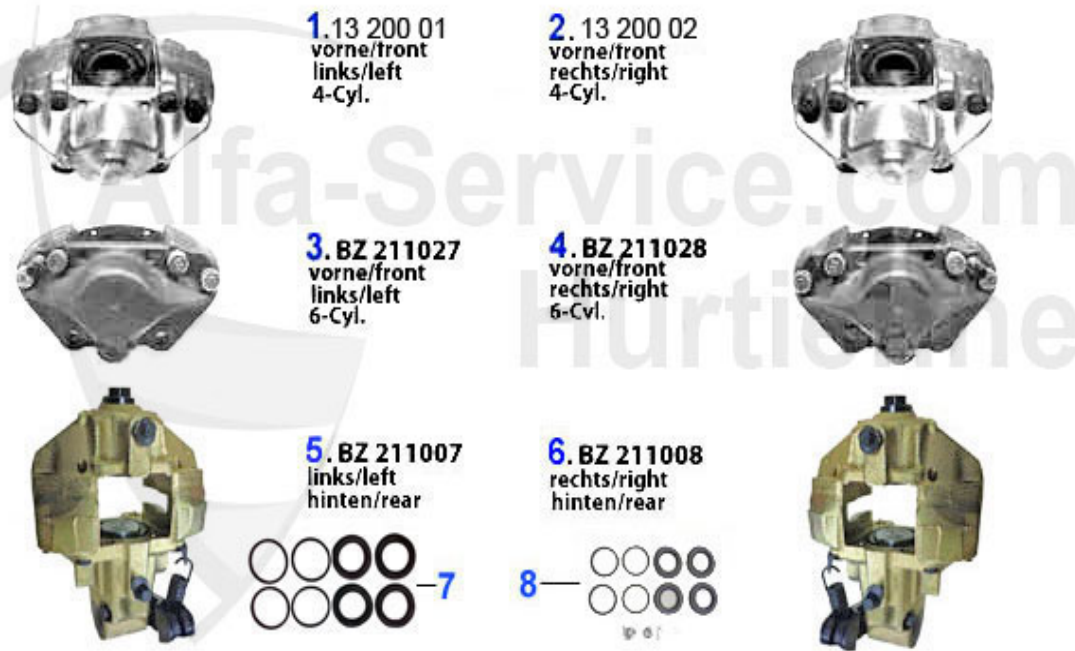 1.13 200 01
vorne/front
links/left
4-Cyl.
2. 13 200 02
vorne/front
rechts/right
4-Cyl.
Alfa-Service.com
3. BZ 211027
vorne/front
links/left
6-Cyl.
4. BZ 211028
vorne/front
rechts/right
6-Cyl.
Hurtienne
5. BZ 211007
links/left
hinten/rear
6. BZ 211008
rechts/right
hinten/rear
7
8